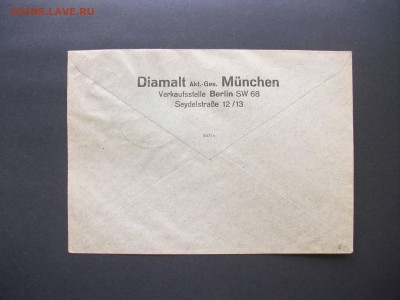 COINS.LAVE.RU
Diamalt Akt.-Ges. München
Verkaufsstelle Berlin SW 68
Seydelstraße 12/13